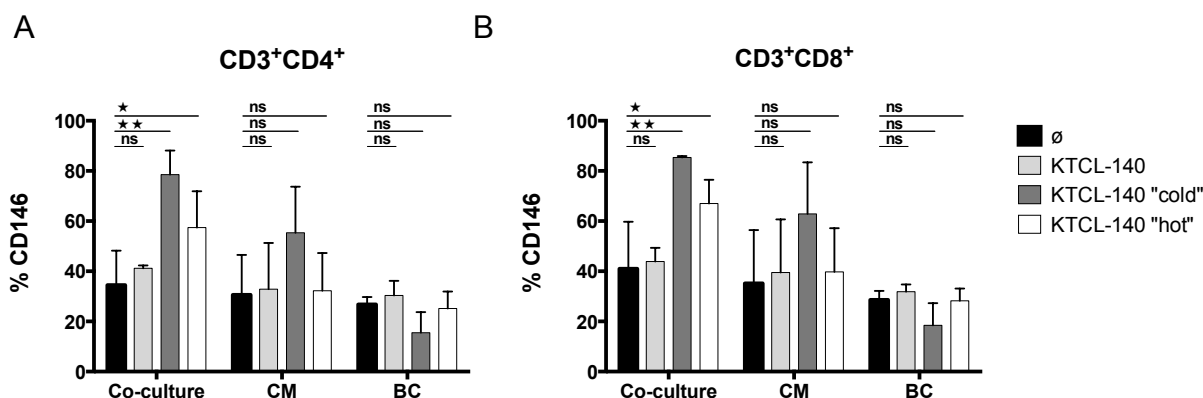 A
CD3+CD4+
★
ns
ns
★★
ns
ns
ns
ns
ns
100
80
60
40
20
0
% CD146
Co-culture
CM
BC
B
CD3+CD8+
★
ns
ns
★★
ns
ns
ns
ns
ns
100
80
60
40
20
0
% CD146
Co-culture
CM
BC
ø
KTCL-140
KTCL-140 "cold"
KTCL-140 "hot"